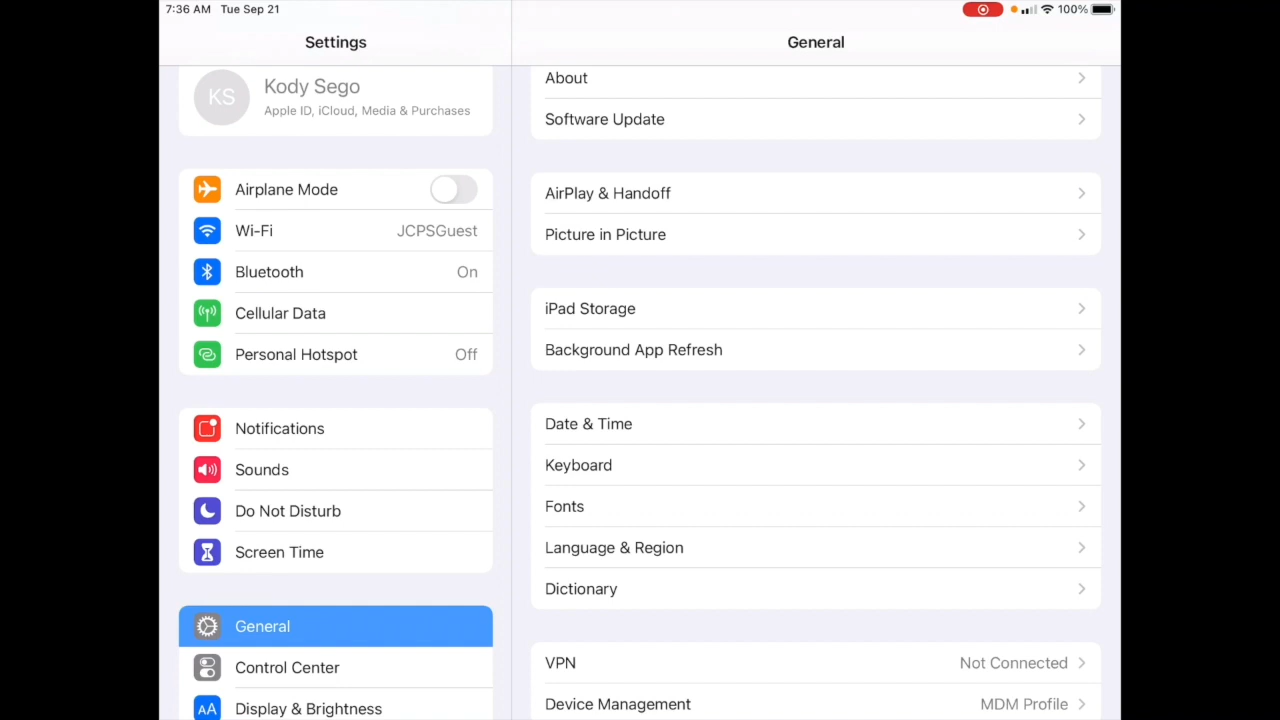 7:36 AM Tue Sep 21
100%
Settings
General
KS
Kody Sego
Apple ID, iCloud, Media & Purchases
Airplane Mode
Wi-Fi JCPSGuest
Bluetooth On
Cellular Data
Personal Hotspot Off
Notifications
Sounds
Do Not Disturb
Screen Time
General
Control Center
AA Display & Brightness
About
Software Update
AirPlay & Handoff
Picture in Picture
iPad Storage
Background App Refresh
Date & Time
Keyboard
Fonts
Language & Region
Dictionary
VPN Not Connected
Device Management MDM Profile